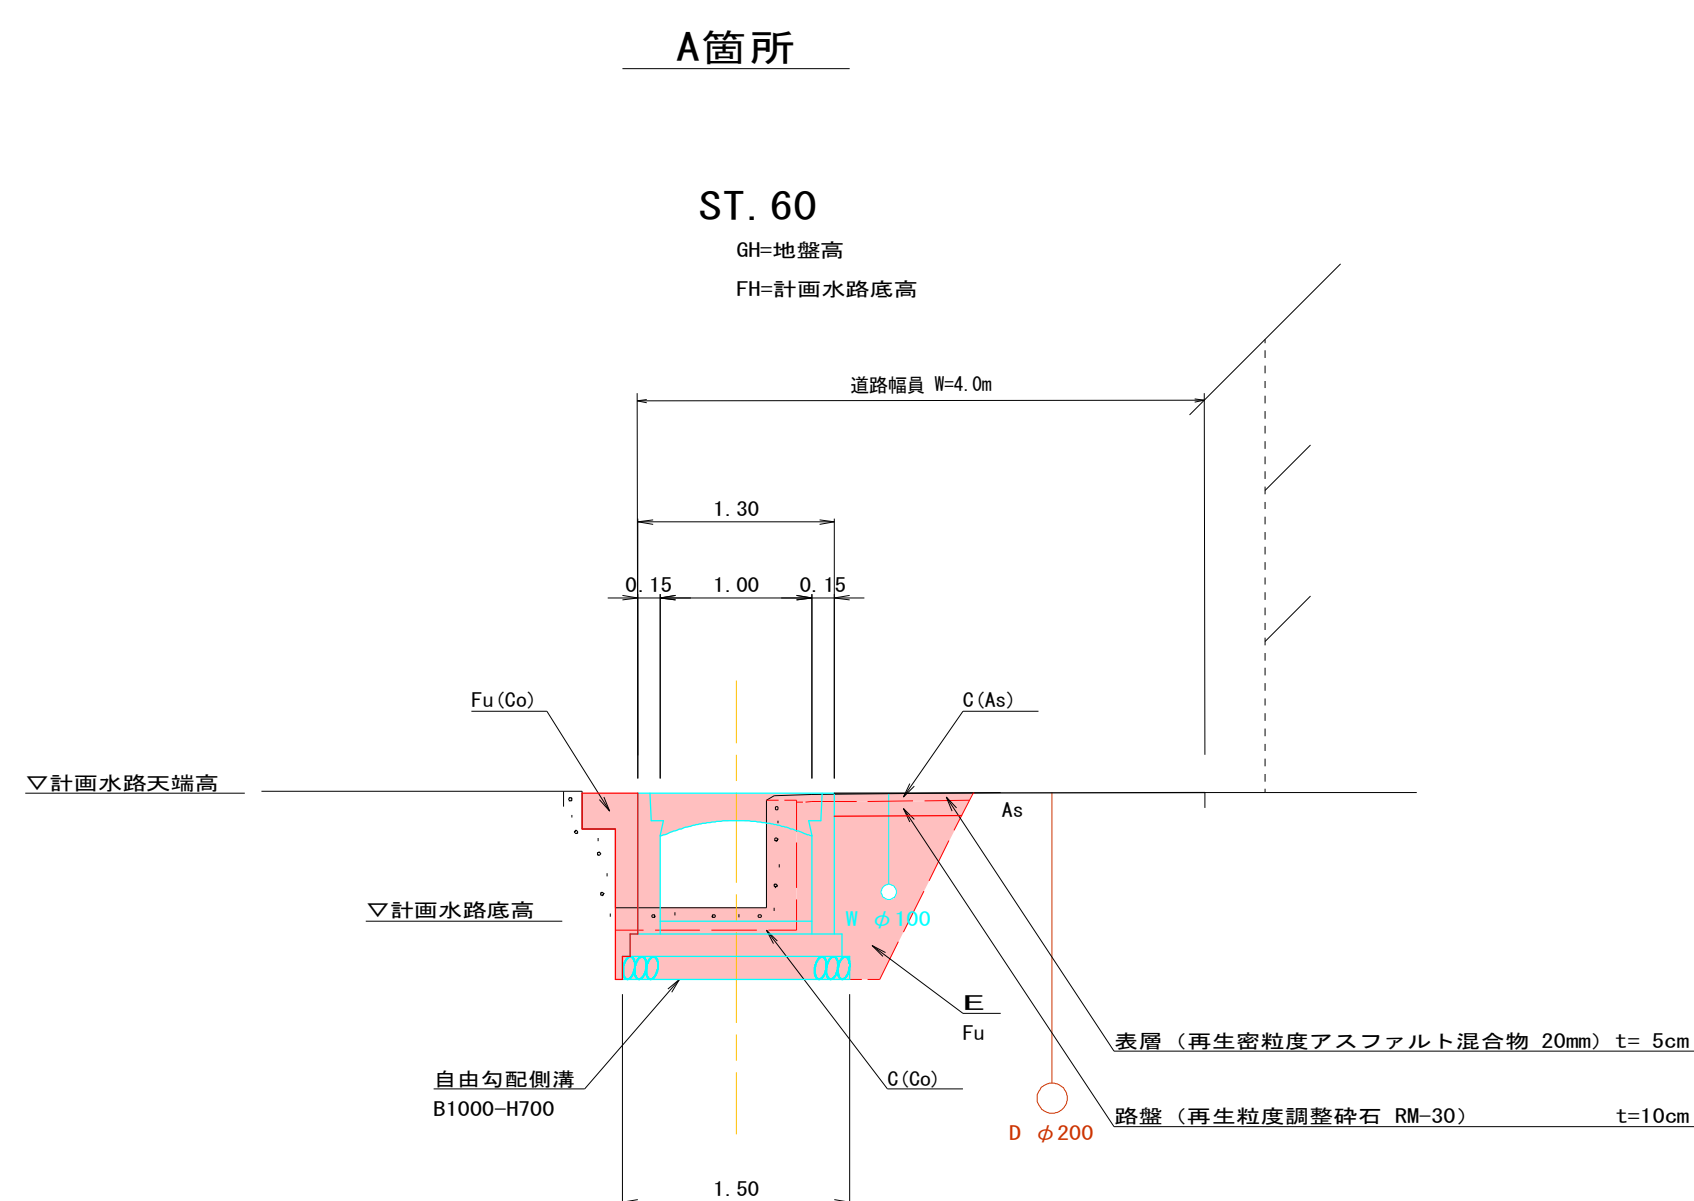 A箇所
ST. 60
GH=地盤高
FH=計画水路底高
道路幅員 W=4.0m
1.30
0.15
1.00
0.15
Fu(Co)
C(As)
▽計画水路天端高
As
▽計画水路底高
W φ100
E
Fu
表層（再生密粒度アスファルト混合物 20mm）t= 5cm
自由勾配側溝
C(Co)
B1000-H700
路盤（再生粒度調整砕石 RM-30） t=10cm
D φ200
1.50